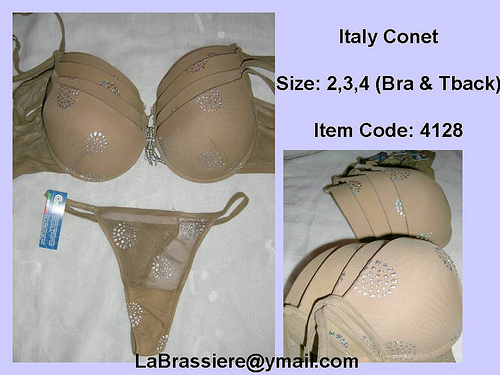 Italy Conet
Size: 2,3,4 (Bra & Tback)
Item Code: 4128
LaBrassiere@ymail.com